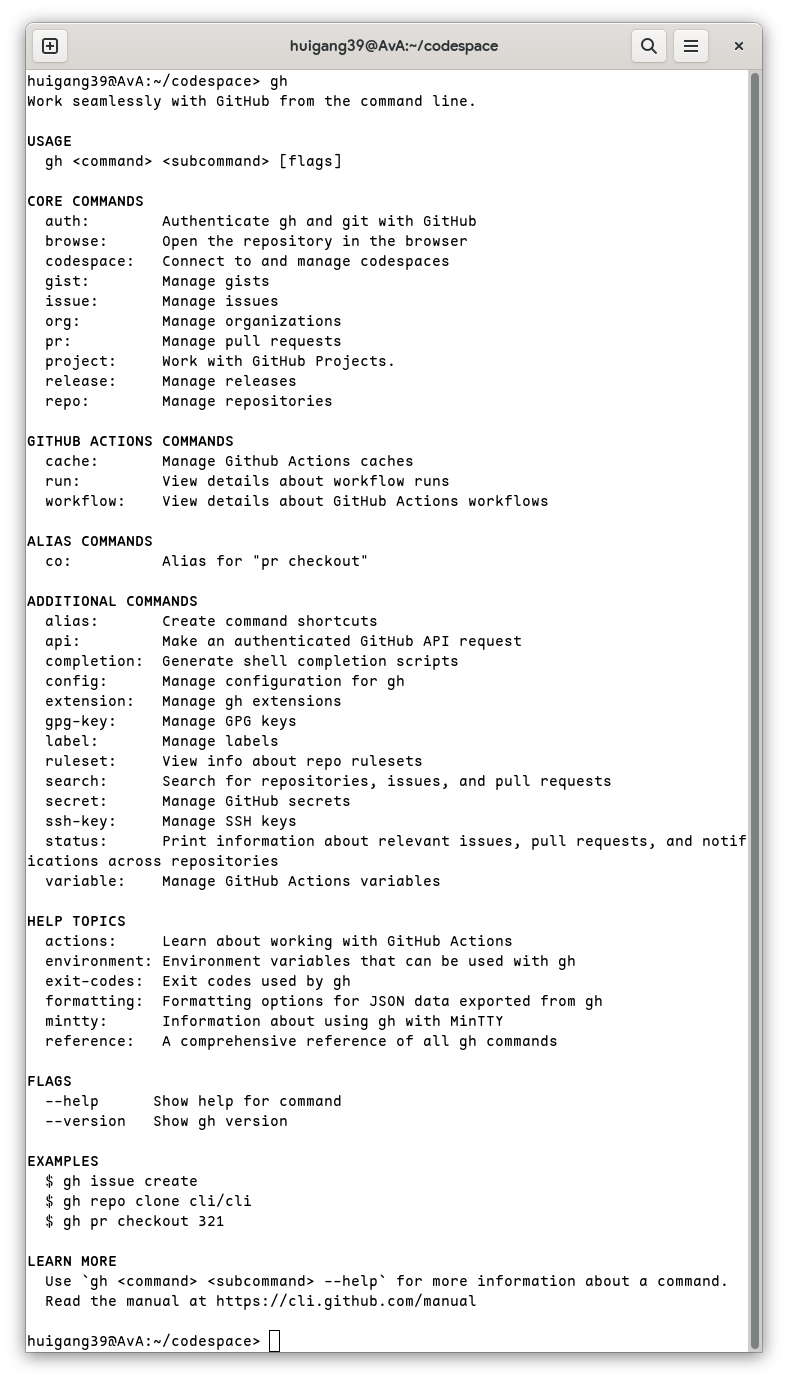 huigang39@AvA:~/codespace
huigang39@AvA:~/codespace> gh
Work seamlessly with GitHub from the command line.

USAGE
  gh <command> <subcommand> [flags]

CORE COMMANDS
  auth:        Authenticate gh and git with GitHub
  browse:      Open the repository in the browser
  codespace:   Connect to and manage codespaces
  gist:        Manage gists
  issue:       Manage issues
  org:         Manage organizations
  pr:          Manage pull requests
  project:     Work with GitHub Projects.
  release:     Manage releases
  repo:        Manage repositories

GITHUB ACTIONS COMMANDS
  cache:       Manage Github Actions caches
  run:         View details about workflow runs
  workflow:    View details about GitHub Actions workflows

ALIAS COMMANDS
  co:          Alias for "pr checkout"

ADDITIONAL COMMANDS
  alias:       Create command shortcuts
  api:         Make an authenticated GitHub API request
  completion:  Generate shell completion scripts
  config:      Manage configuration for gh
  extension:   Manage gh extensions
  gpg-key:     Manage GPG keys
  label:       Manage labels
  ruleset:     View info about repo rulesets
  search:      Search for repositories, issues, and pull requests
  secret:      Manage GitHub secrets
  ssh-key:     Manage SSH keys
  status:      Print information about relevant issues, pull requests, and notif
ications across repositories
  variable:    Manage GitHub Actions variables

HELP TOPICS
  actions:     Learn about working with GitHub Actions
  environment: Environment variables that can be used with gh
  exit-codes:  Exit codes used by gh
  formatting:  Formatting options for JSON data exported from gh
  mintty:      Information about using gh with MinTTY
  reference:   A comprehensive reference of all gh commands

FLAGS
  --help      Show help for command
  --version   Show gh version

EXAMPLES
  $ gh issue create
  $ gh repo clone cli/cli
  $ gh pr checkout 321

LEARN MORE
  Use `gh <command> <subcommand> --help` for more information about a command.
  Read the manual at https://cli.github.com/manual

huigang39@AvA:~/codespace>